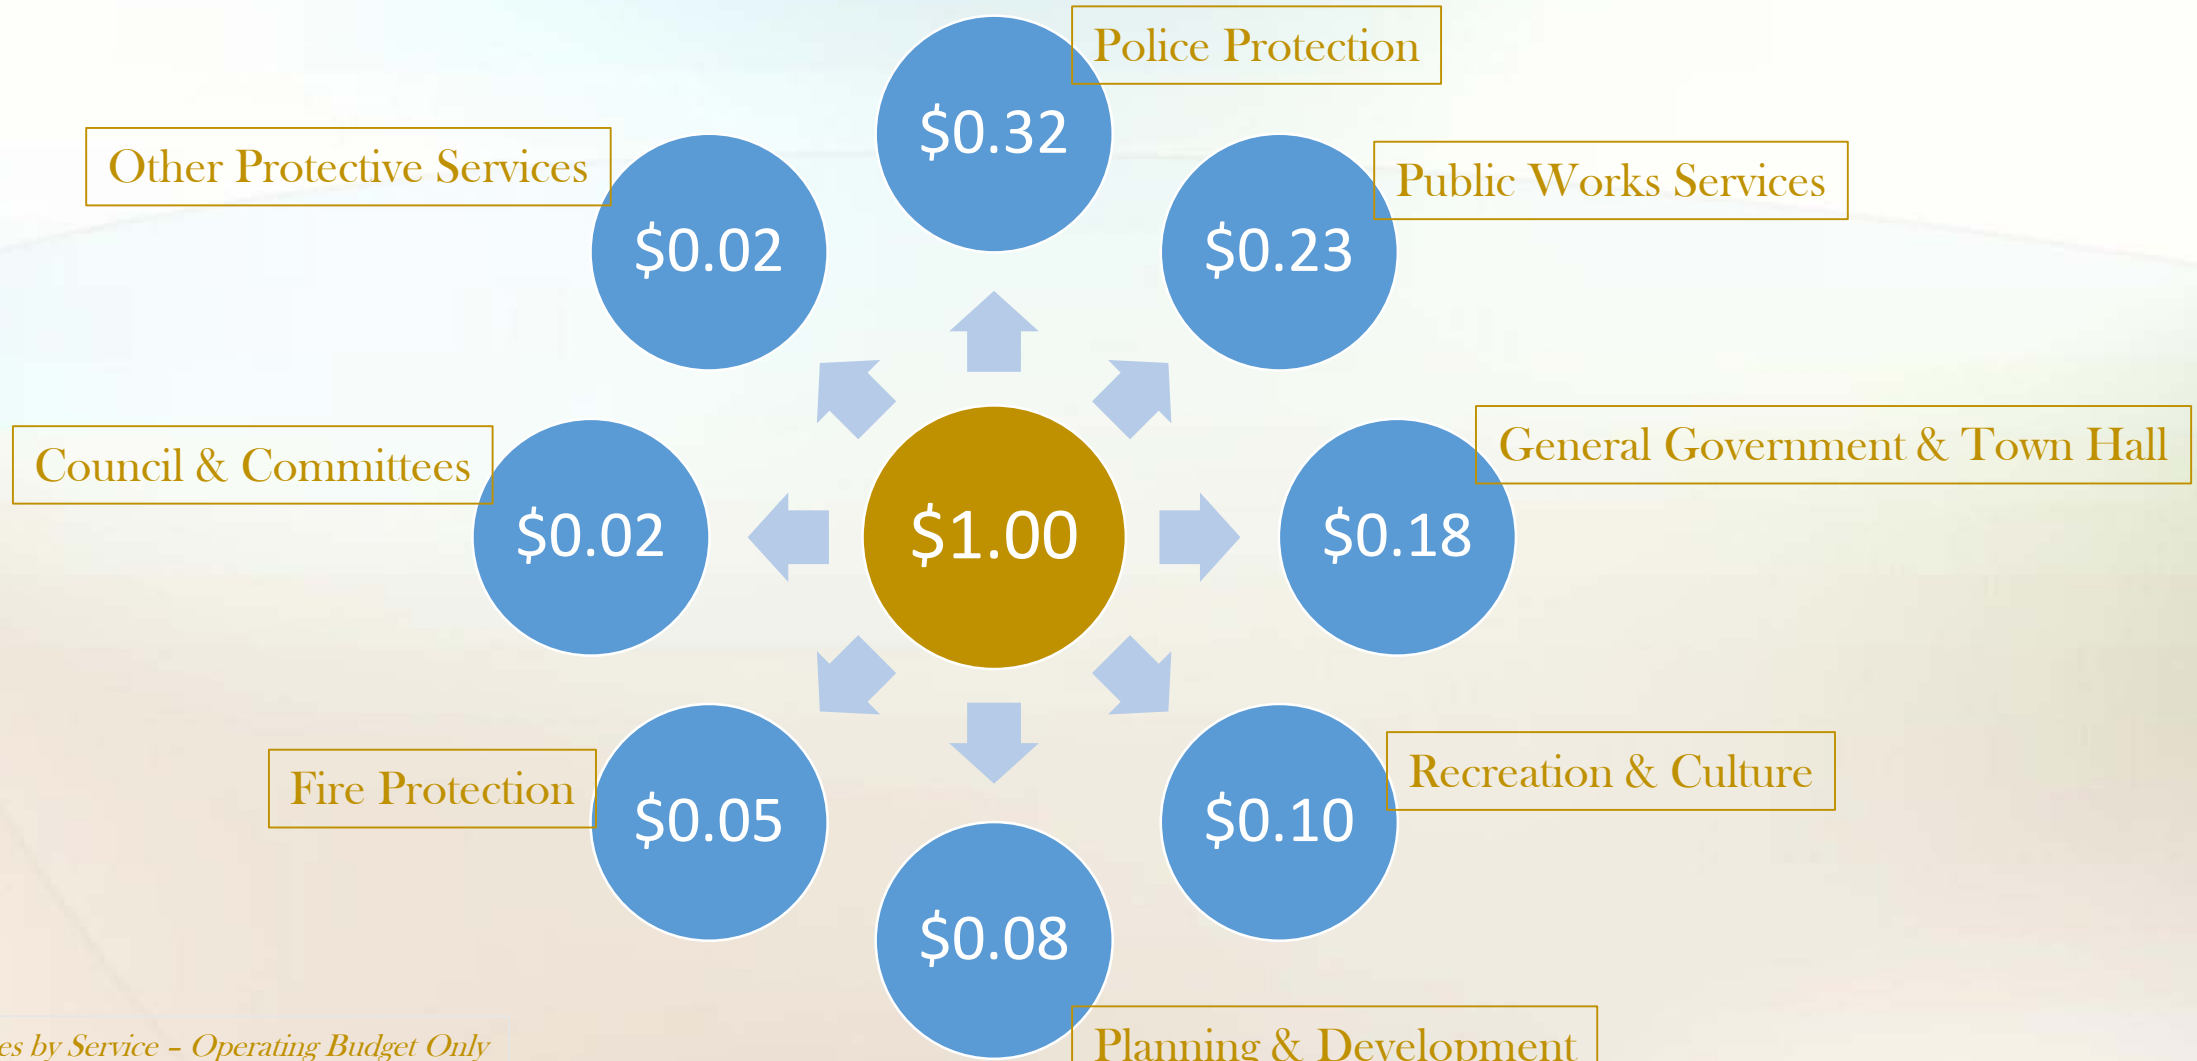 Police Protection
$0.32
Public Works Services
$0.23
General Government & Town Hall
$0.18
Recreation & Culture
$0.10
Planning & Development
$0.08
Fire Protection
$0.05
Council & Committees
$0.02
Other Protective Services
$0.02
$1.00
by Service – Operating Budget Only